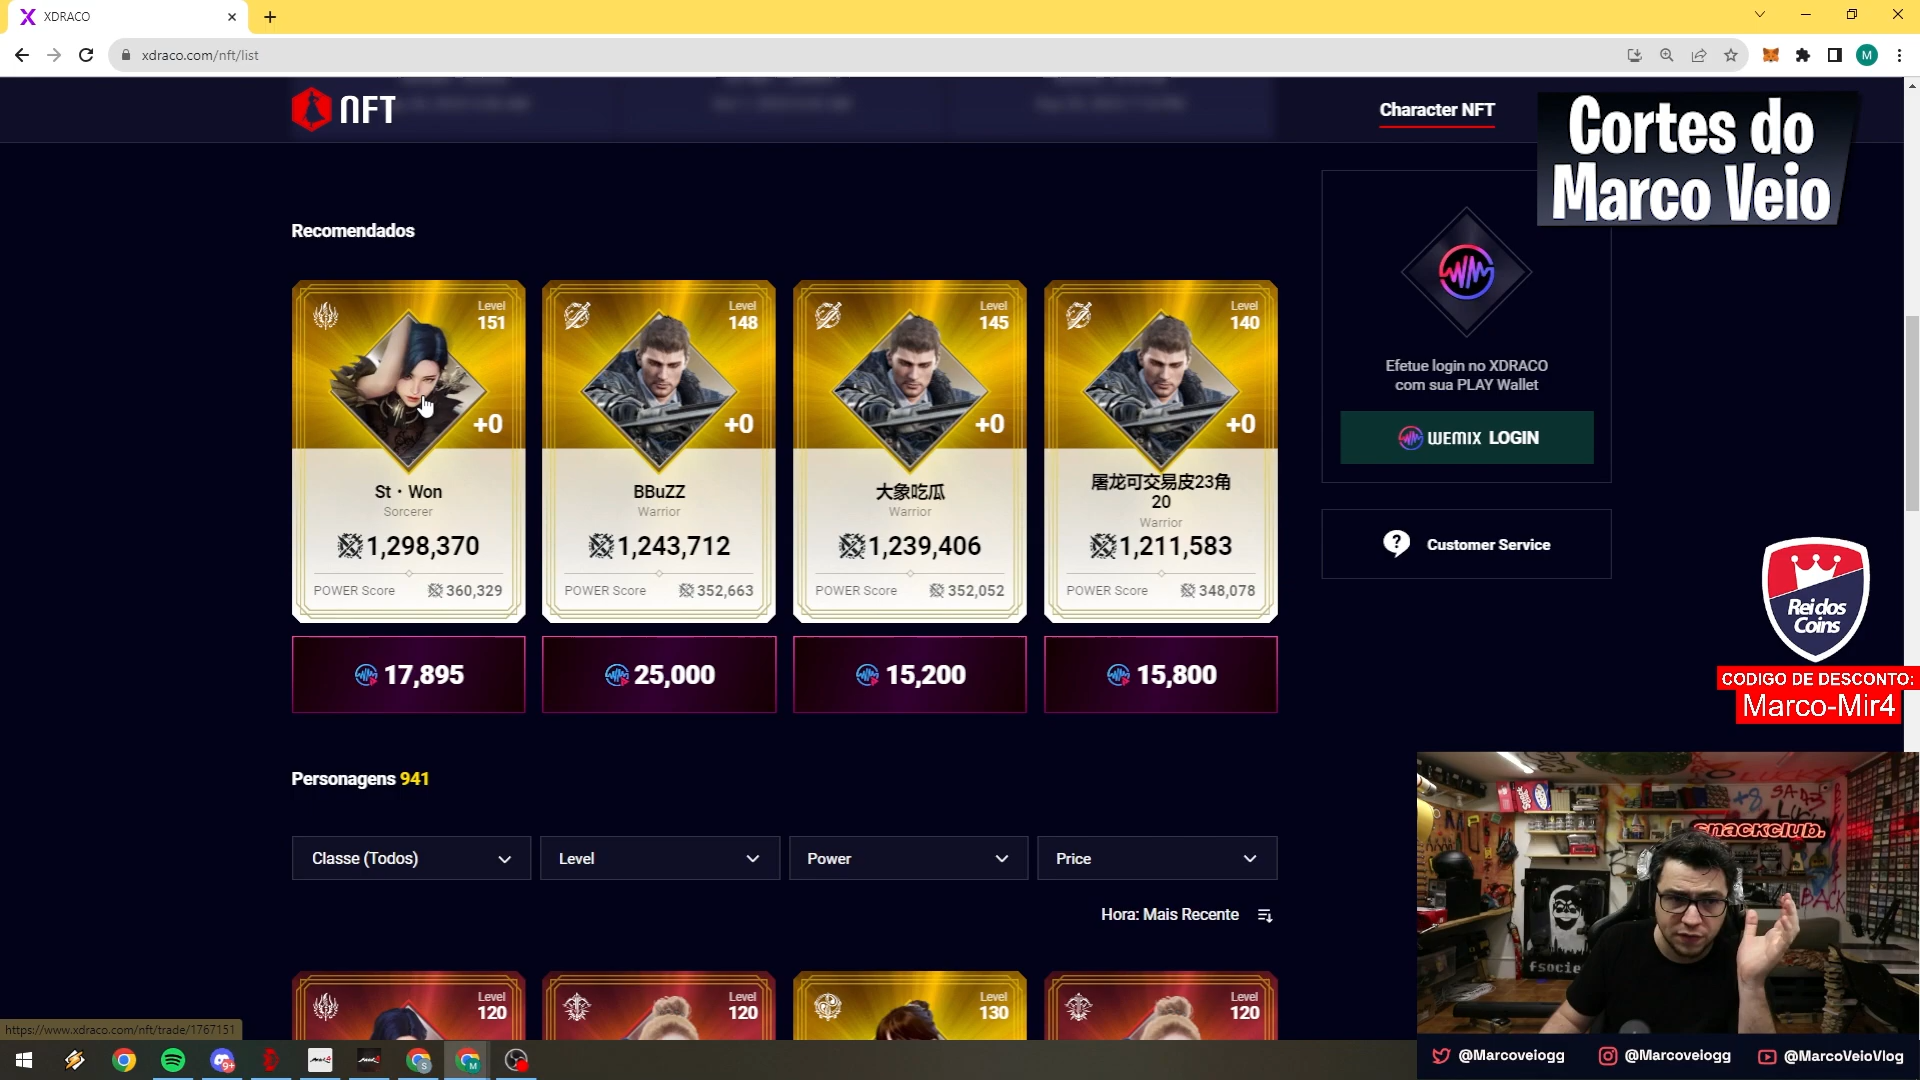 XDRACO
xdraco.com/nft/list
M
NFT
Character NFT
Cortes do
Marco Veio
Recomendados
Level
151
+0
St · Won
Sorcerer
1,298,370
POWER Score 360,329
17,895
Level
148
+0
BBuZZ
Warrior
1,243,712
POWER Score 352,663
25,000
Level
145
+0
大象吃瓜
Warrior
1,239,406
POWER Score 352,052
15,200
Level
140
+0
屠龙可交易皮23角
20
Warrior
1,211,583
POWER Score 348,078
15,800
Efetue login no XDRACO
com sua PLAY Wallet
WEMIX LOGIN
Customer Service
Rei dos
Coins
CODIGO DE DESCONTO:
Marco-Mir4
Personagens 941
Classe (Todos)
Level
Power
Price
Hora: Mais Recente
Level
120
Level
120
Level
130
Level
120
snackclub.
fsocie
https://www.xdraco.com/nft/trade/1767151
@Marcoveiogg
@Marcoveiogg
@MarcoVeioVlog